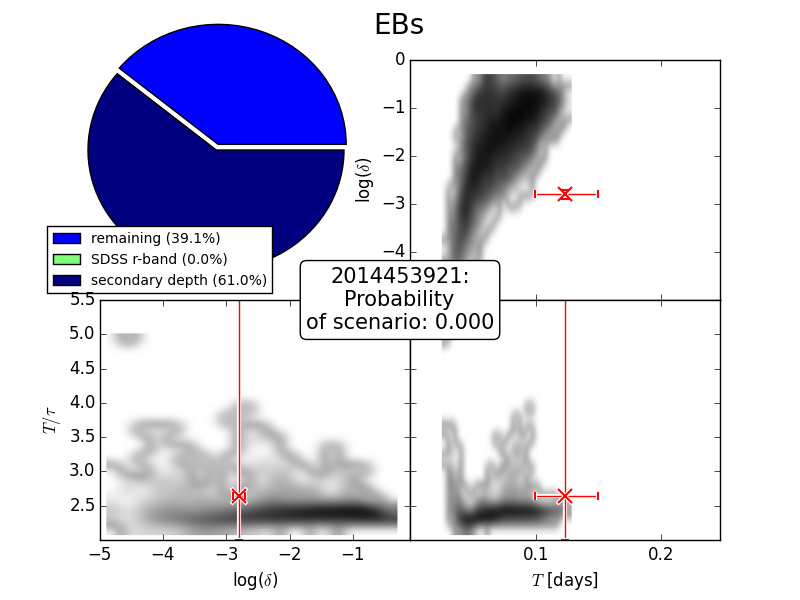 EBs
remaining (39.1%)
SDSS r-band (0.0%)
secondary depth (61.0%)
0
−1
−2
−3
−4
log(δ)
2014453921:
Probability
of scenario: 0.000
5.5
5.0
4.5
4.0
3.5
3.0
2.5
T/τ
−5
−4
−3
−2
−1
log(δ)
0.1
0.2
T [days]